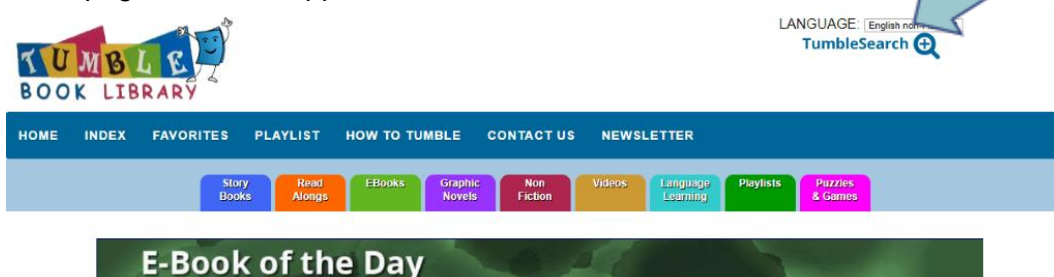 LANGUAGE: English non
TumbleSearch
TUMBLE
BOOK LIBRARY
HOME INDEX FAVORITES PLAYLIST HOW TO TUMBLE CONTACT US NEWSLETTER
Story Books Read Alongs EBooks Graphic Novels Non Fiction Videos Language Learning Playlists Puzzles & Games
E-Book of the Day